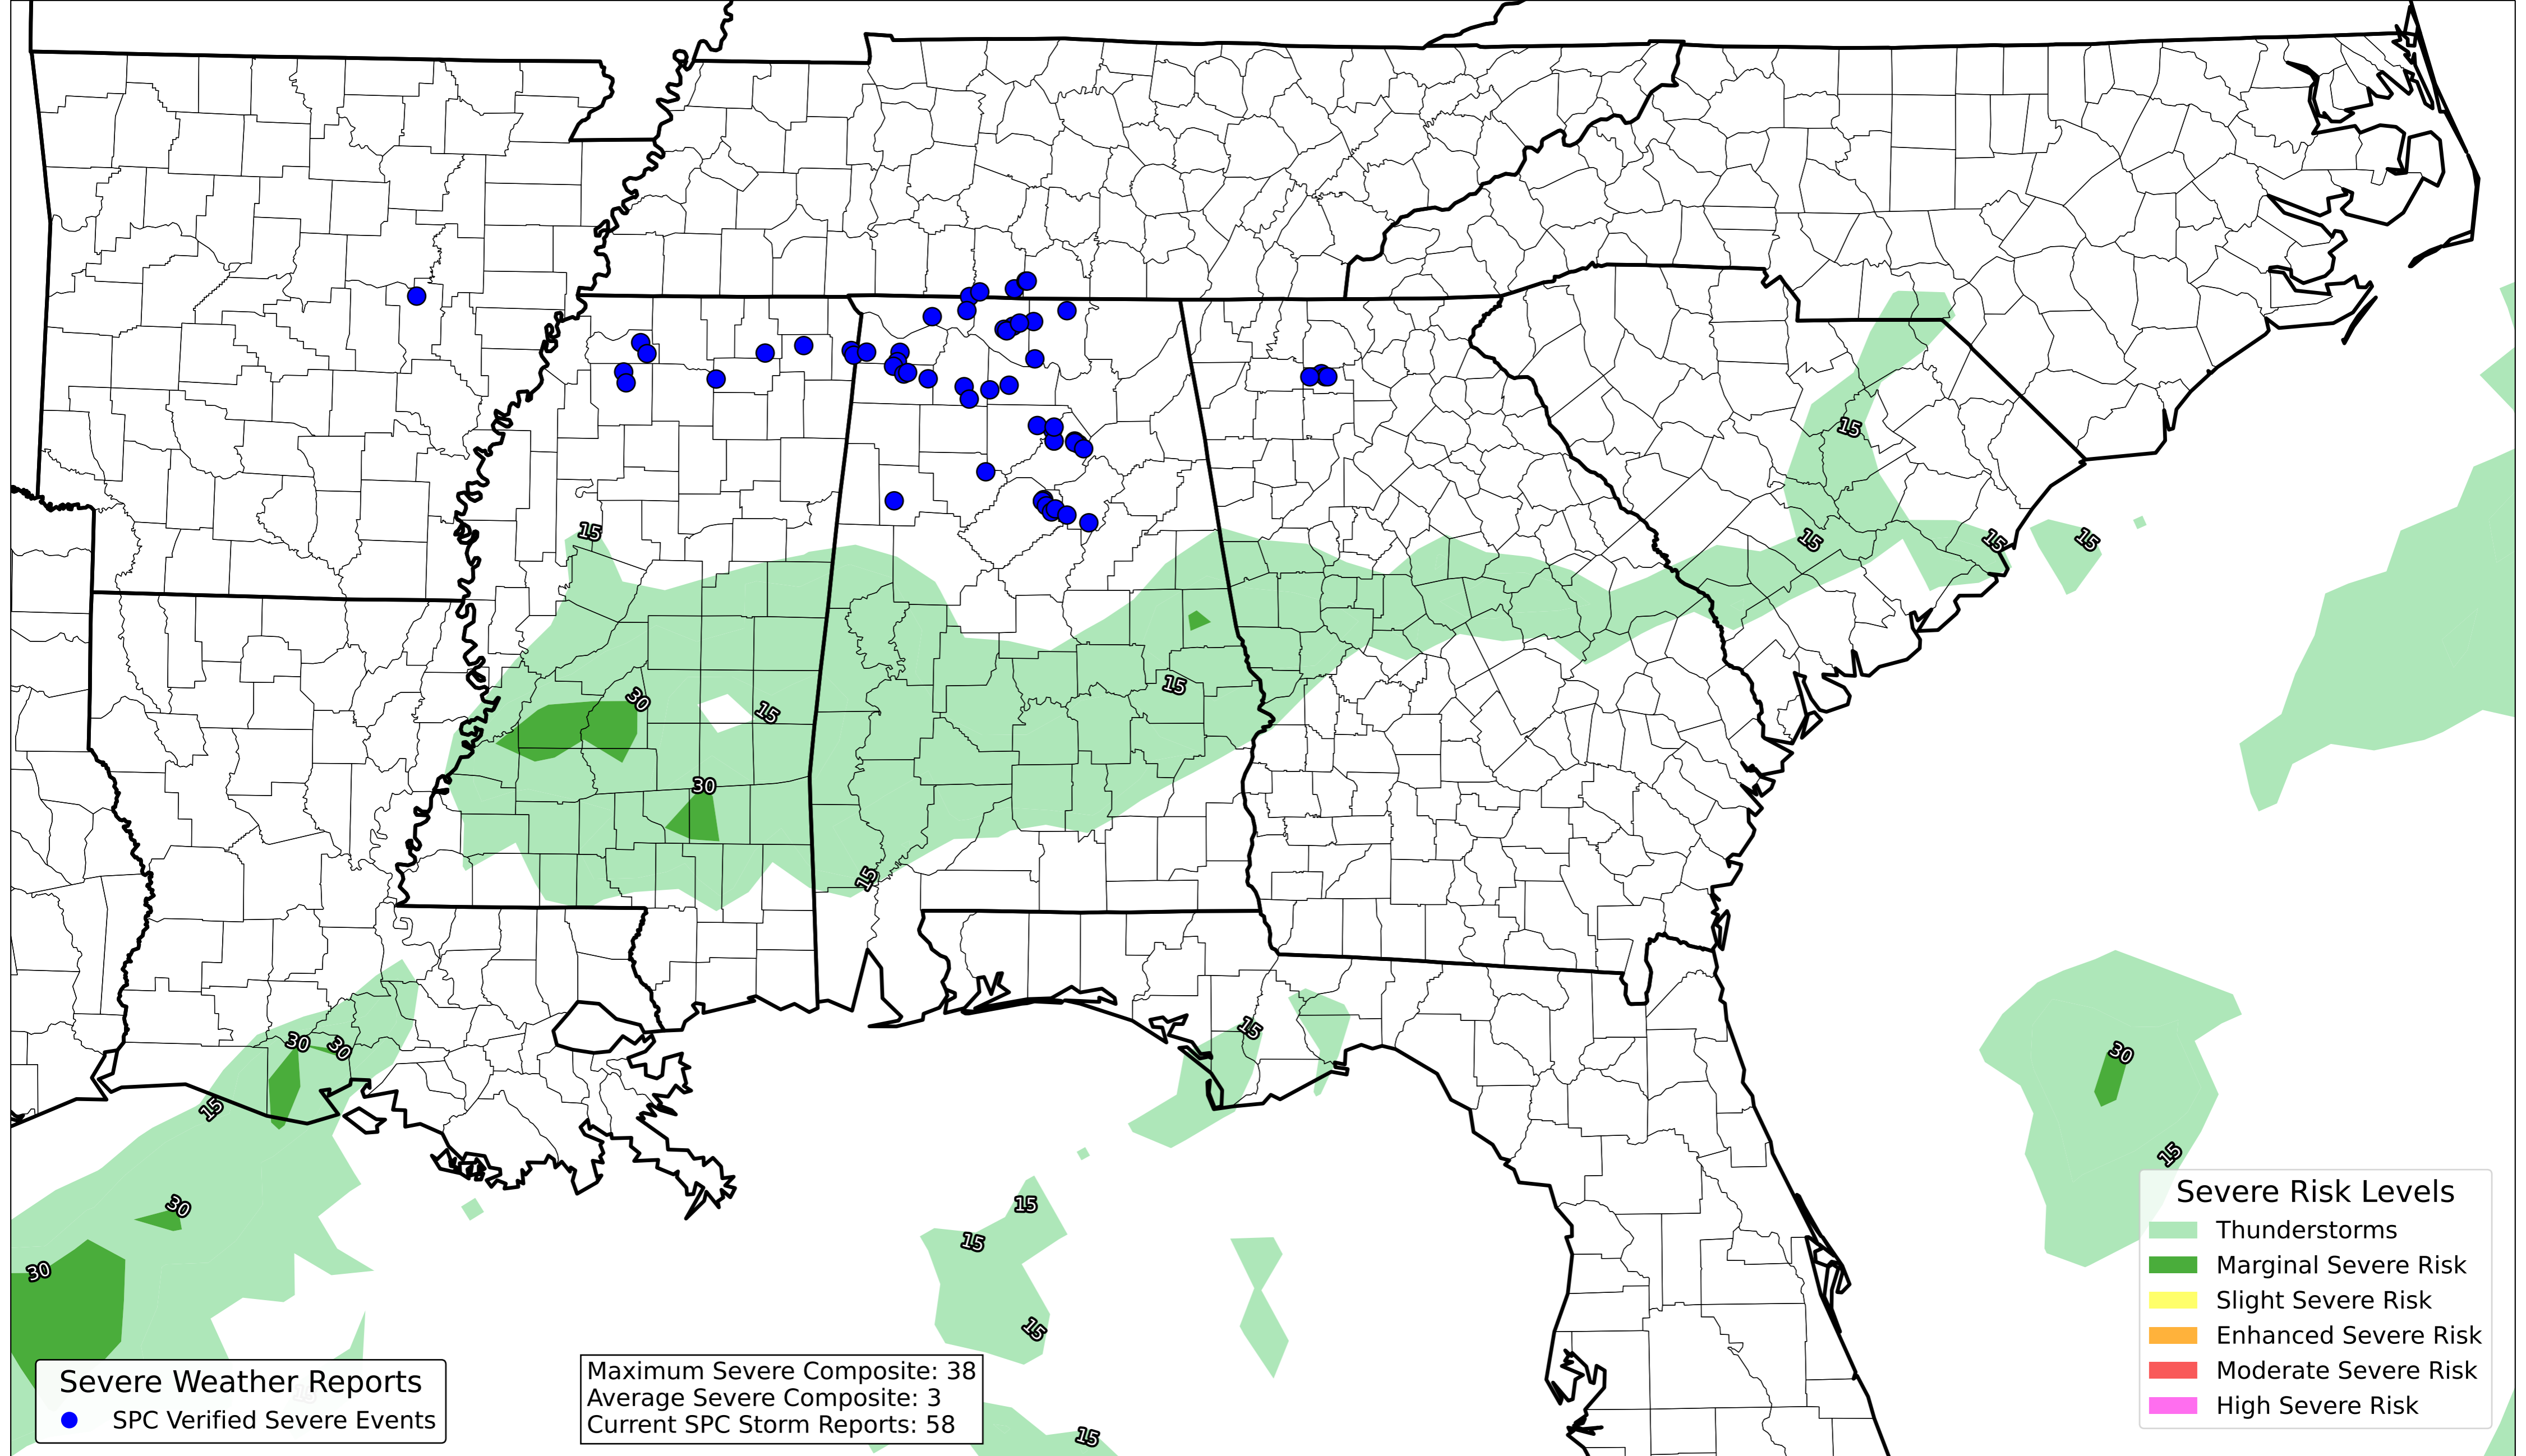 15
15
15
15
15
30
15
15
30
15
15
30
30
30
15
15
30
15
15
30
15
15
Severe Risk Levels
Thunderstorms
Marginal Severe Risk
Slight Severe Risk
Enhanced Severe Risk
Moderate Severe Risk
High Severe Risk
Severe Weather Reports
SPC Verified Severe Events
Maximum Severe Composite: 38
Average Severe Composite: 3
Current SPC Storm Reports: 58
15